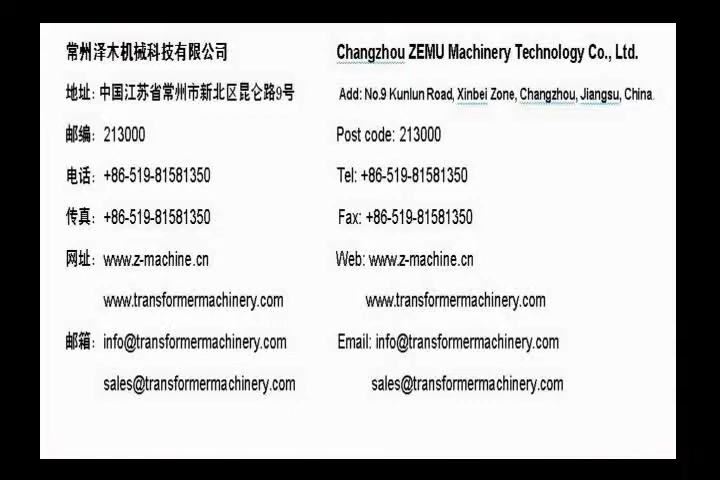 常州泽木机械科技有限公司
地址: 中国江苏省常州市新北区昆仑路9号
邮编: 213000
电话: +86-519-81581350
传真: +86-519-81581350
网址: www.z-machine.cn
www.transformermachinery.com
邮箱: info@transformermachinery.com
sales@transformermachinery.com
Changzhou ZEMU Machinery Technology Co., Ltd.
Add: No.9 Kunlun Road, Xinbei Zone, Changzhou, Jiangsu, China.
Post code: 213000
Tel: +86-519-81581350
Fax: +86-519-81581350
Web: www.z-machine.cn
www.transformermachinery.com
Email: info@transformermachinery.com
sales@transformermachinery.com